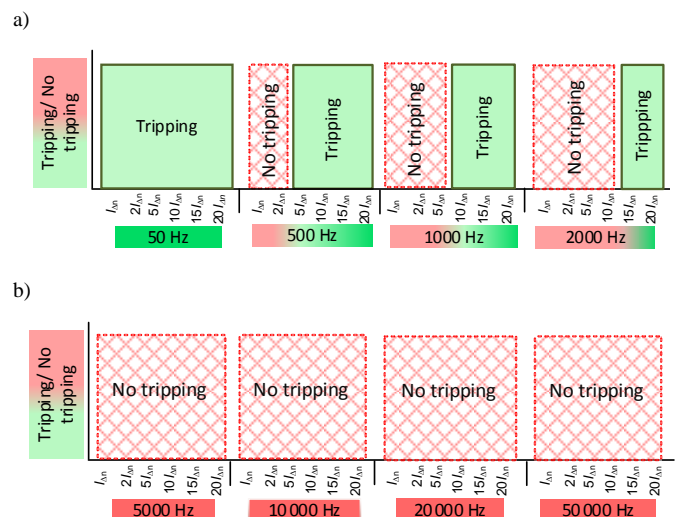 a)
Tripping/ No
tripping
Tripping
No tripping
Tripping
No tripping
Tripping
No tripping
Trippping
IΔn 2IΔn 5IΔn 10IΔn 15IΔn 20IΔn
IΔn 2IΔn 5IΔn 10IΔn 15IΔn 20IΔn
IΔn 2IΔn 5IΔn 10IΔn 15IΔn 20IΔn
IΔn 2IΔn 5IΔn 10IΔn 15IΔn 20IΔn
50 Hz
500 Hz
1000 Hz
2000 Hz
b)
Tripping/ No
tripping
No tripping
No tripping
No tripping
No tripping
IΔn 2IΔn 5IΔn 10IΔn 15IΔn 20IΔn
IΔn 2IΔn 5IΔn 10IΔn 15IΔn 20IΔn
IΔn 2IΔn 5IΔn 10IΔn 15IΔn 20IΔn
IΔn 2IΔn 5IΔn 10IΔn 15IΔn 20IΔn
5000 Hz
10 000 Hz
20 000 Hz
50 000 Hz